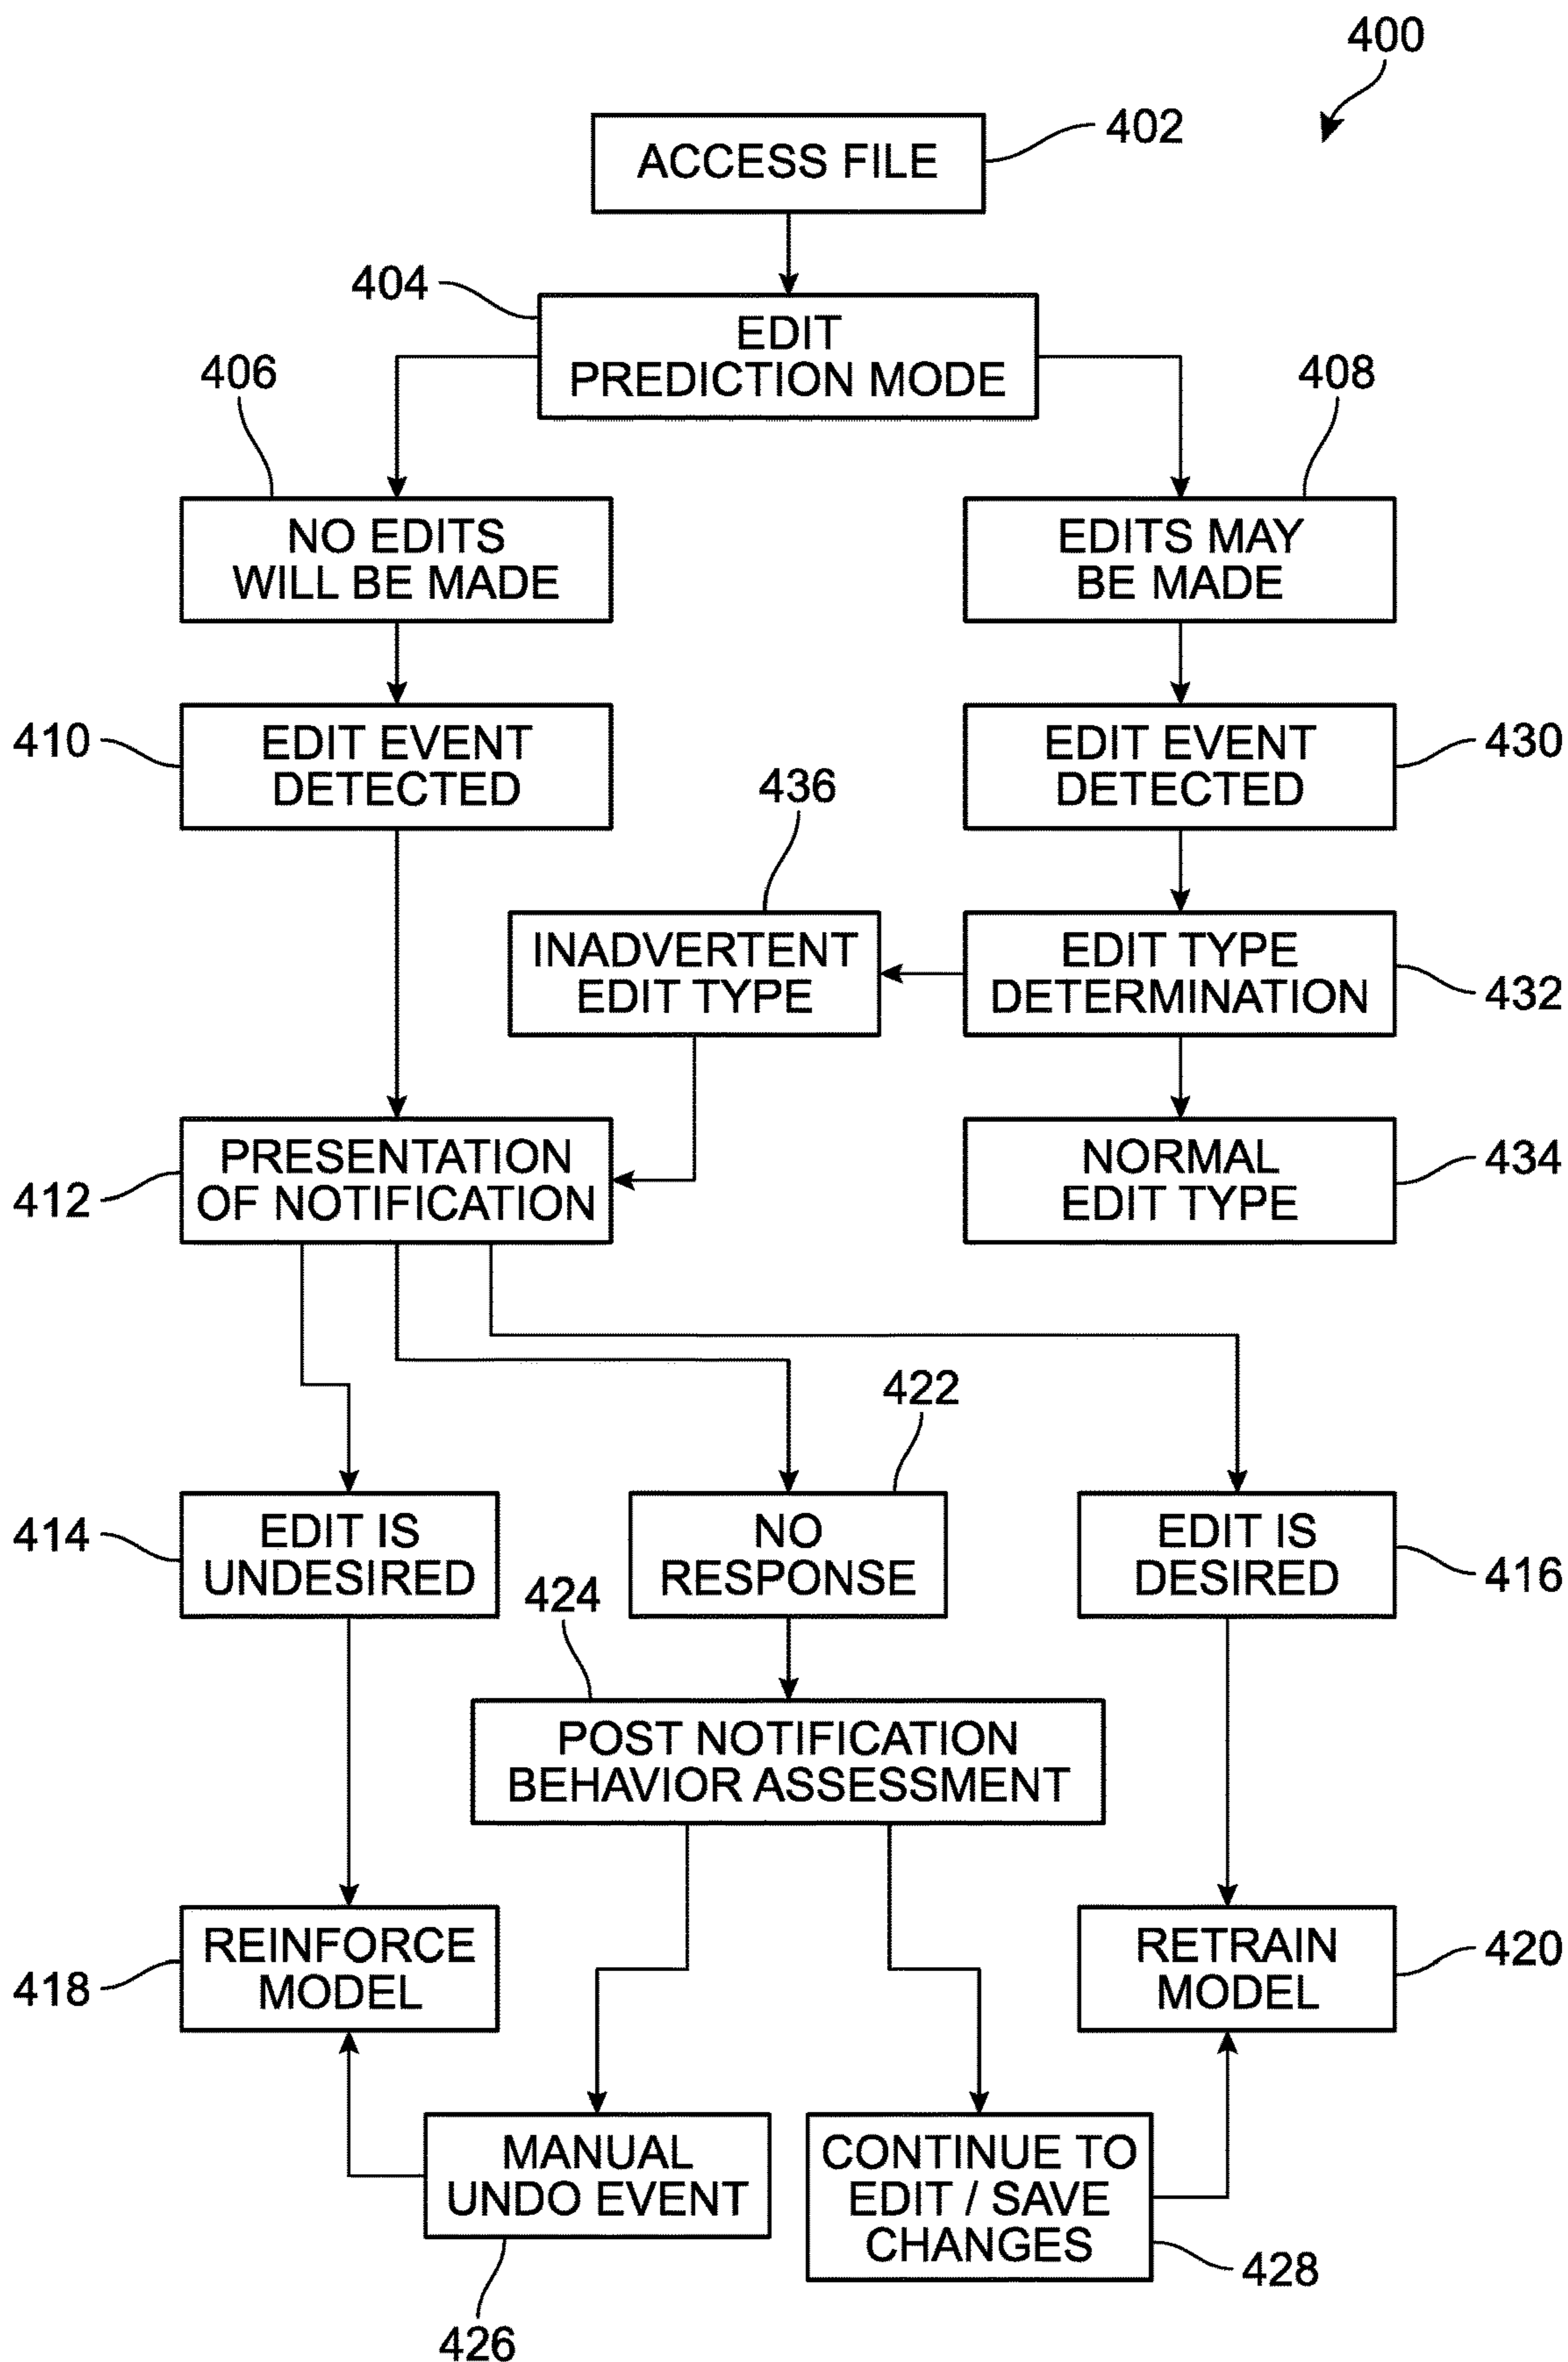 400
ACCESS FILE
402
404
EDIT
PREDICTION MODE
406
408
NO EDITS
WILL BE MADE
EDITS MAY
BE MADE
410
EDIT EVENT
DETECTED
EDIT EVENT
DETECTED
430
436
INADVERTENT
EDIT TYPE
EDIT TYPE
DETERMINATION
432
412
PRESENTATION
OF NOTIFICATION
NORMAL
EDIT TYPE
434
422
414
EDIT IS
UNDESIRED
NO
RESPONSE
EDIT IS
DESIRED
416
424
POST NOTIFICATION
BEHAVIOR ASSESSMENT
418
REINFORCE
MODEL
RETRAIN
MODEL
420
MANUAL
UNDO EVENT
CONTINUE TO
EDIT / SAVE
CHANGES
428
426